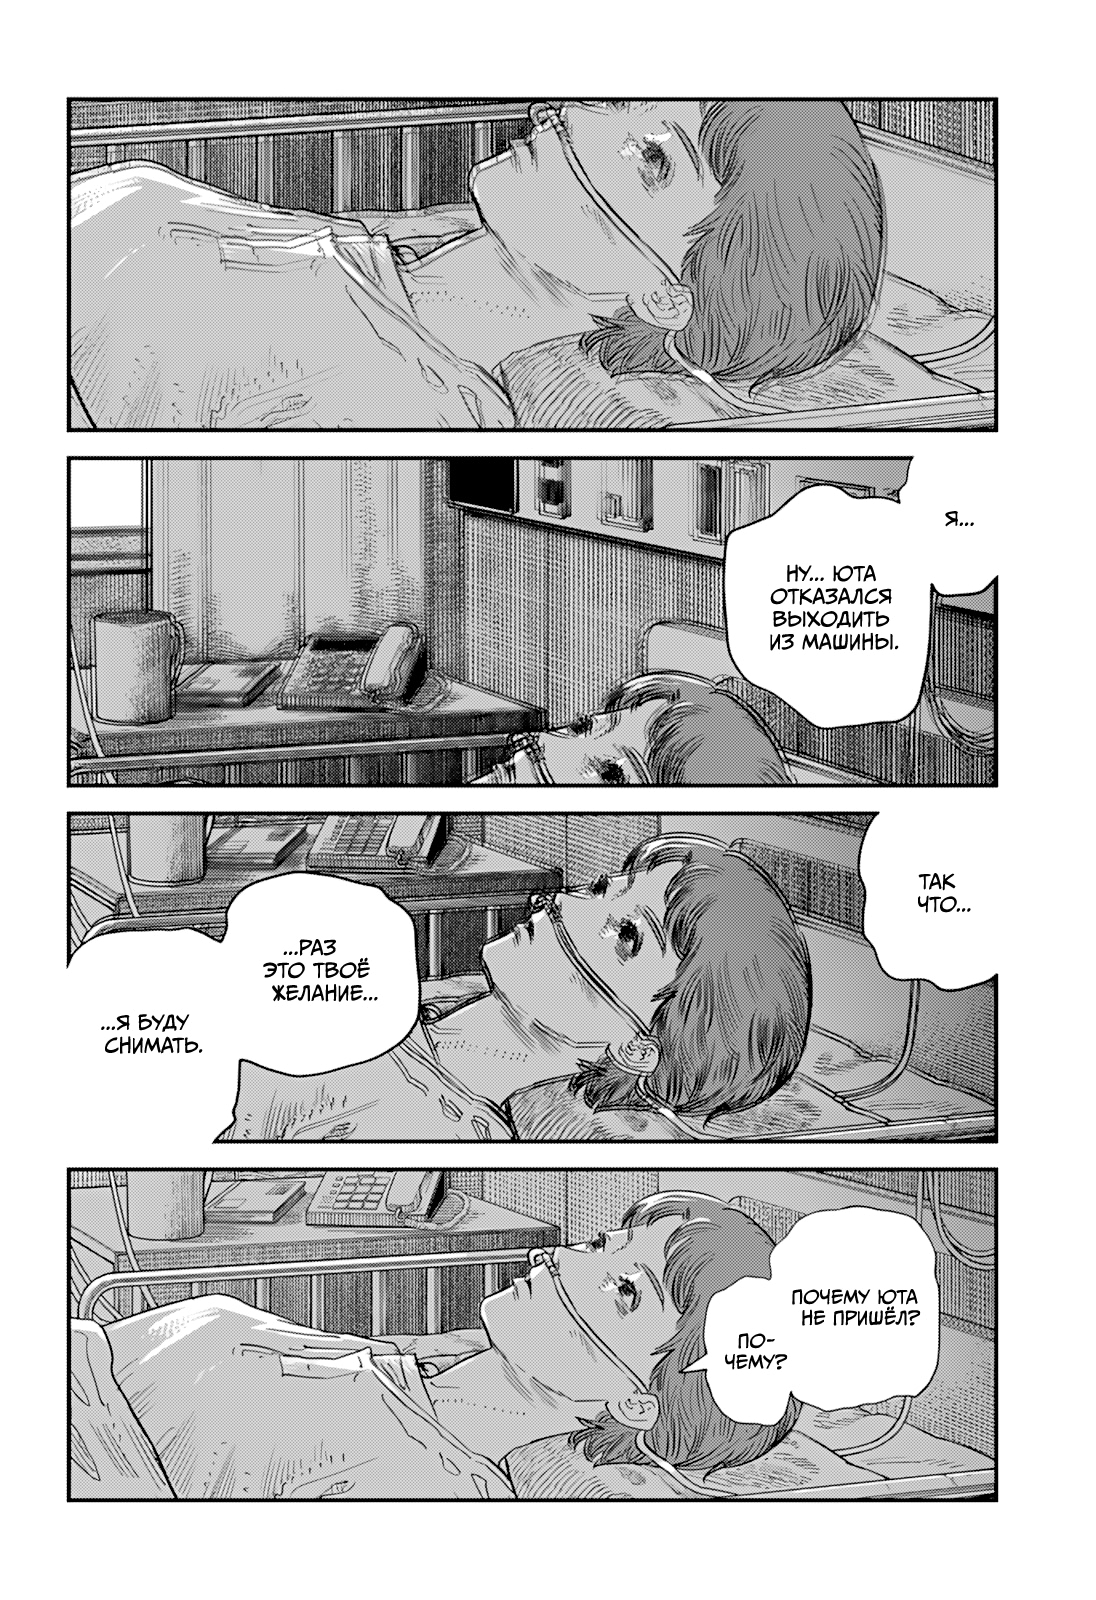 Я...
НУ... ЮТА
ОТКАЗАЛСЯ
ВЫХОДИТЬ
ИЗ МАШИНЫ.
ТАК
ЧТО...
...РАЗ
ЭТО ТВОЁ
ЖЕЛАНИЕ...
...Я БУДУ
СНИМАТЬ.
ПОЧЕМУ ЮТА
НЕ ПРИШЁЛ?
ПО-
ЧЕМУ?